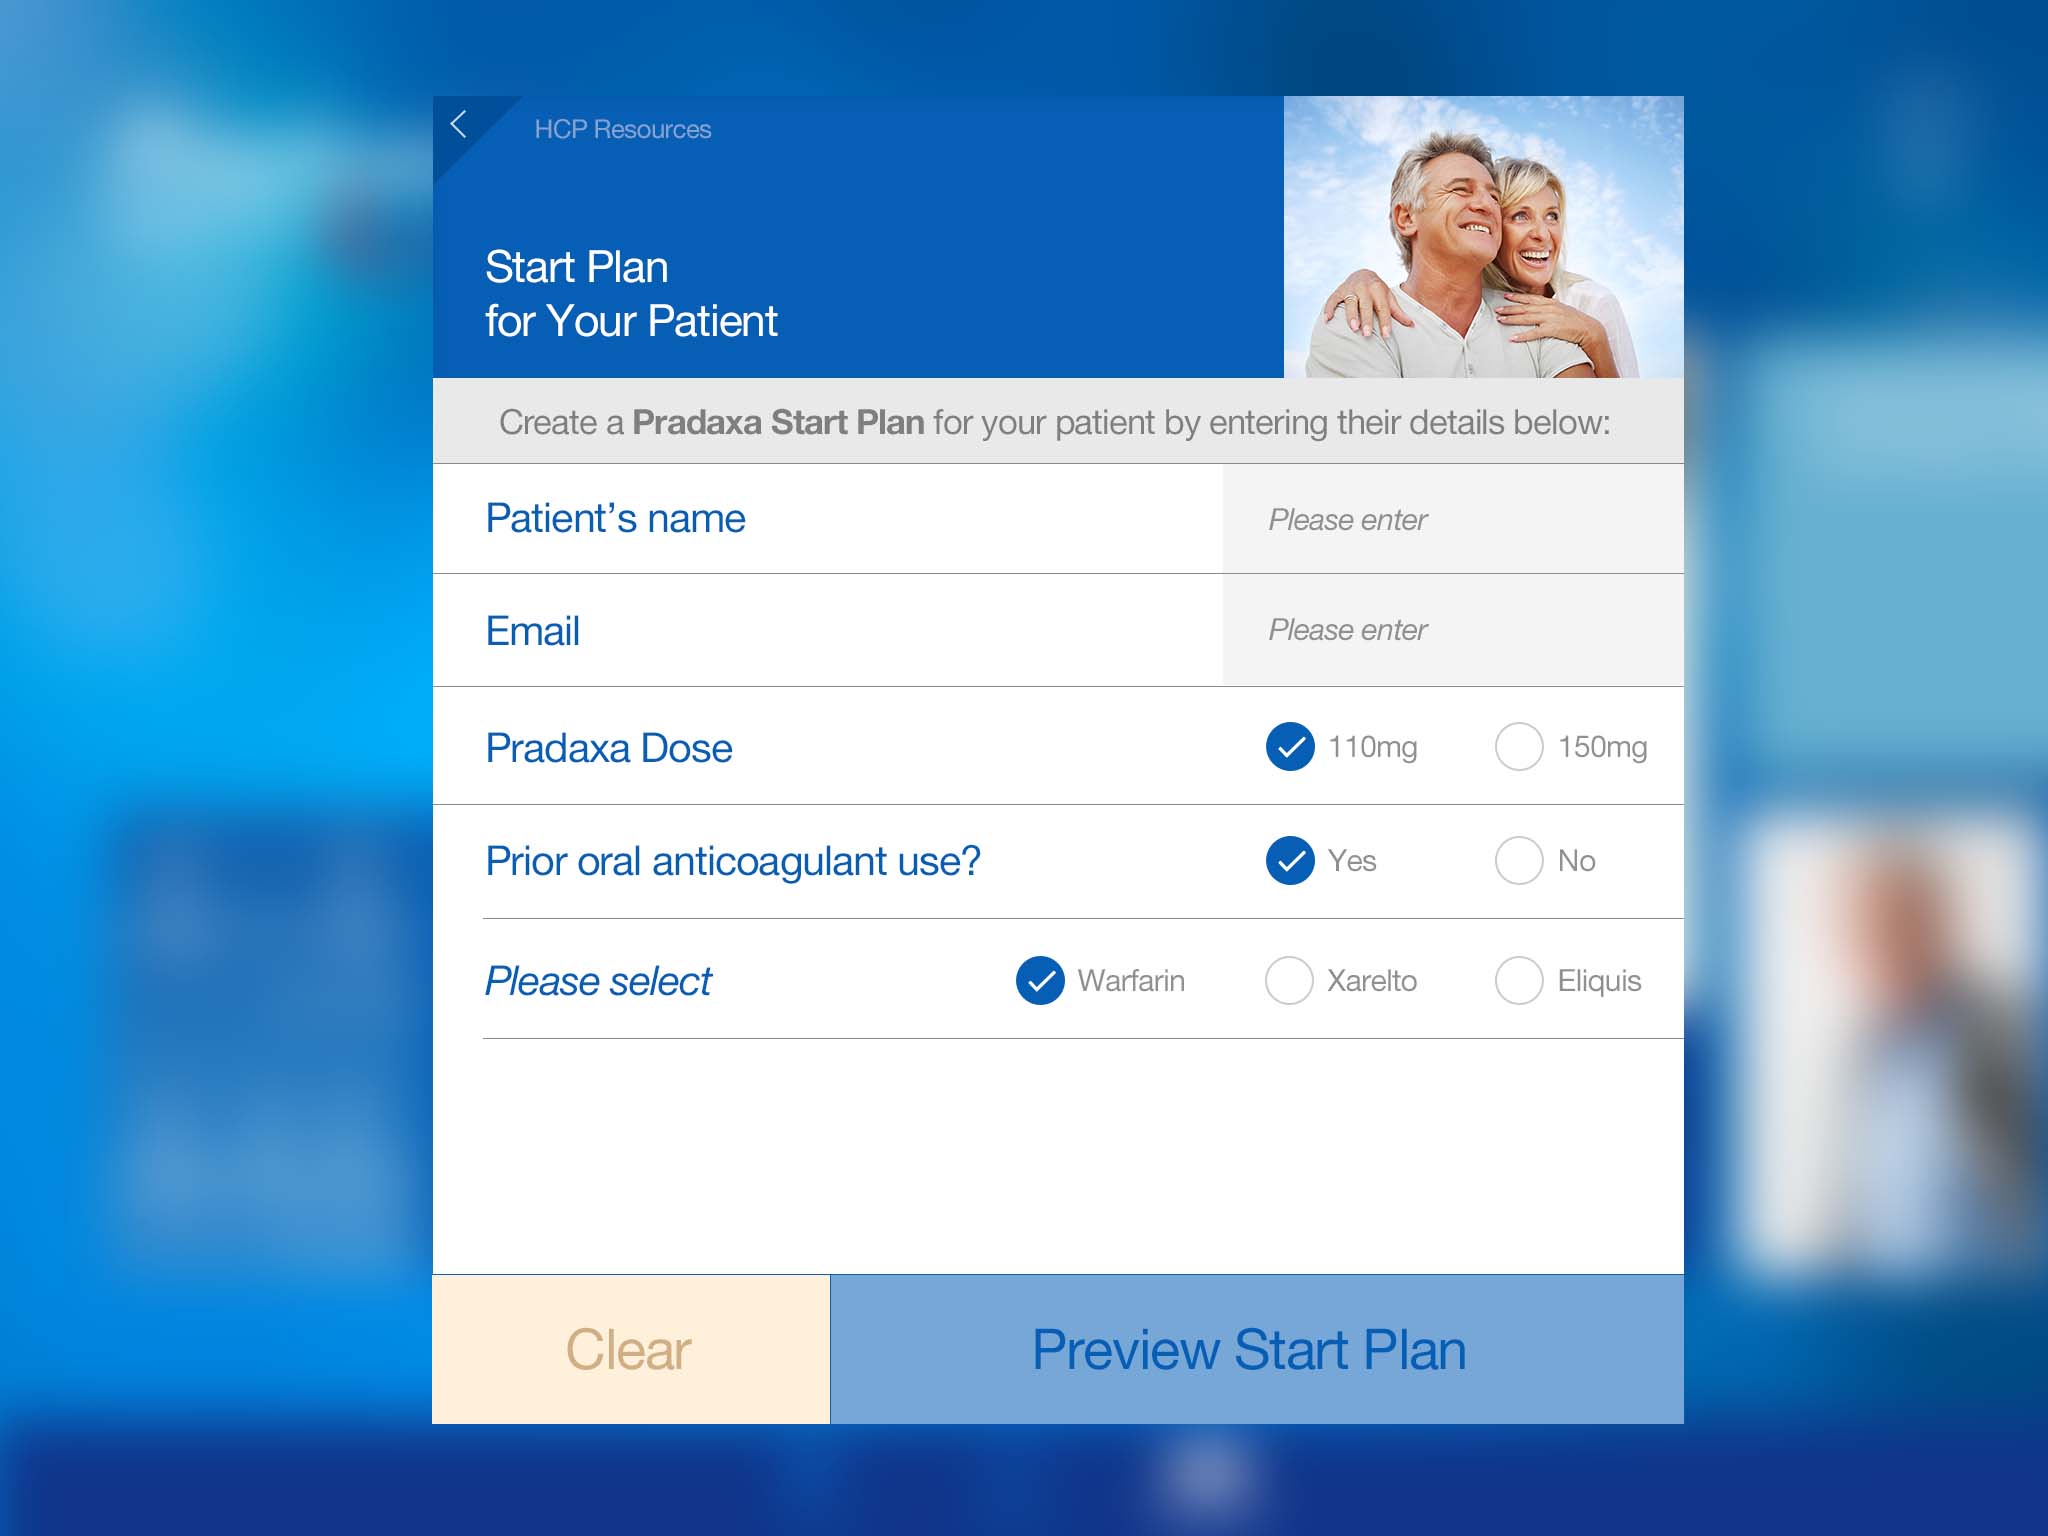 HCP Resources
Start Plan
for Your Patient
Create a Pradaxa Start Plan for your patient by entering their details below:
Patient’s name Please enter
Email Please enter
Pradaxa Dose 110mg 150mg
Prior oral anticoagulant use? Yes No
Please select Warfarin Xarelto Eliquis
Clear Preview Start Plan